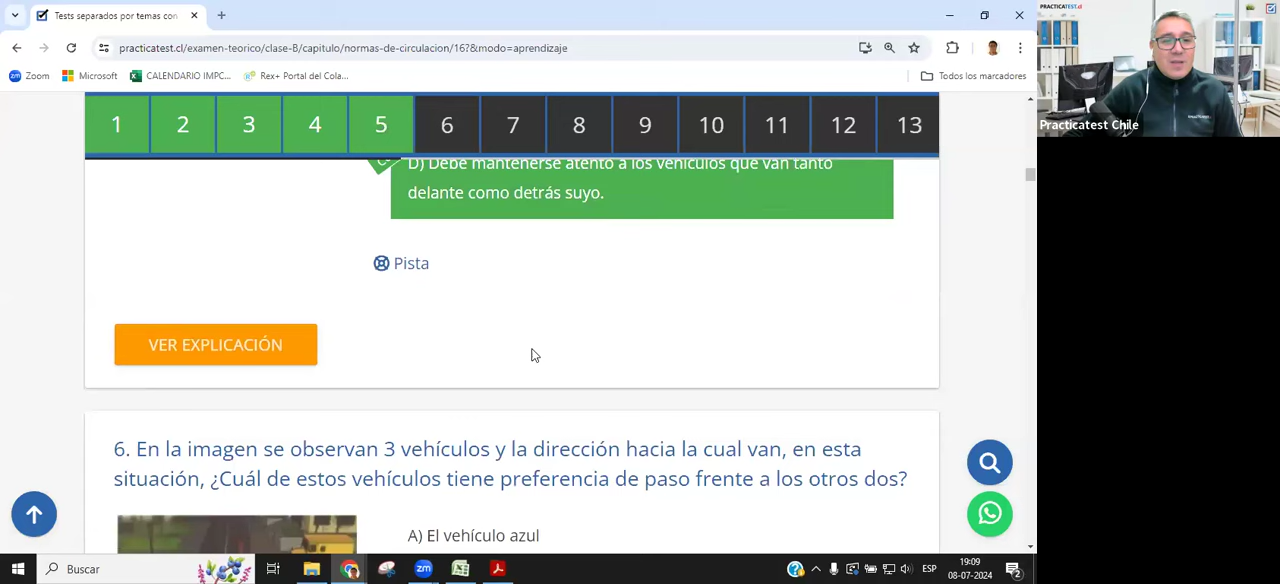 Tests separados por temas con
practicatest.cl/examen-teorico/clase-B/capitulo/normas-de-circulacion/167&tmodo=aprendizaje
Zoom
Microsoft
CALENDARIO IMPC...
Rex+ Portal del Cola...
Todos los marcadores
PRACTICATEST.cl
Practicatest Chile
1 2 3 4 5 6 7 8 9 10 11 12 13
D) Debe mantenerse atento a los vehículos que van tanto
delante como detrás suyo.
Pista
VER EXPLICACIÓN
6. En la imagen se observan 3 vehículos y la dirección hacia la cual van, en esta
situación, ¿Cuál de estos vehículos tiene preferencia de paso frente a los otros dos?
A) El vehículo azul
Buscar
ESP
19:09
08-07-2024
2